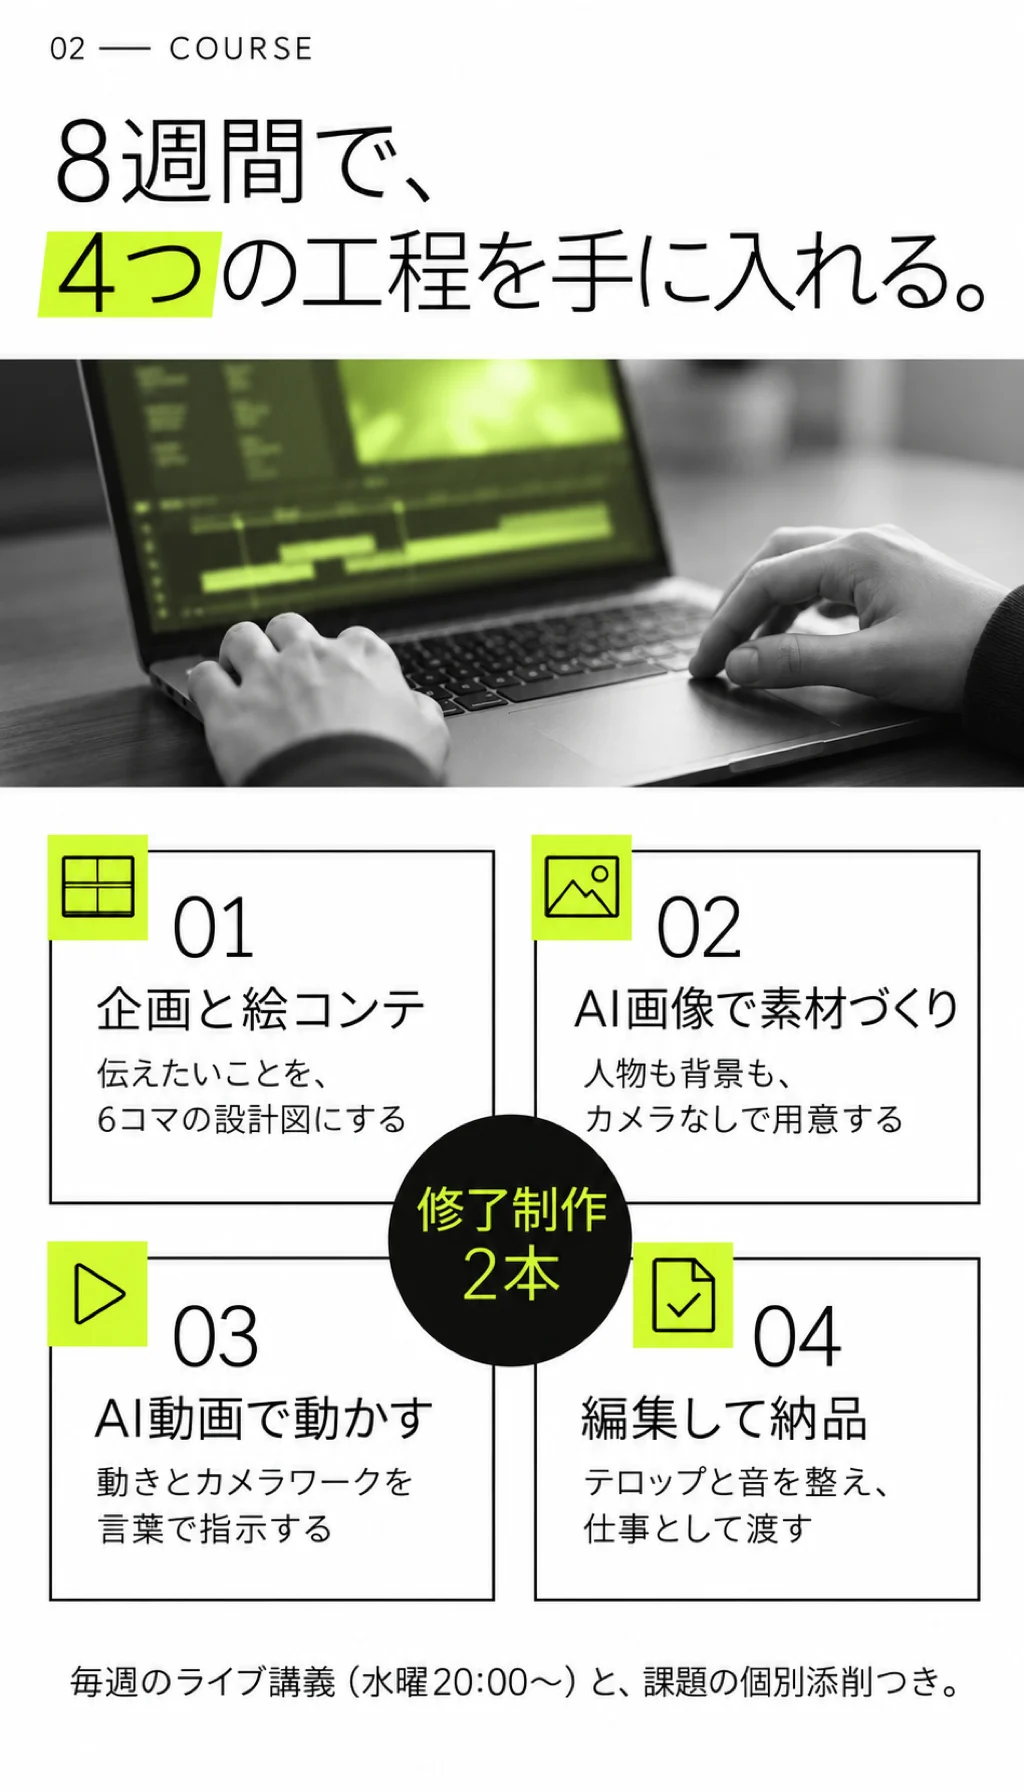 02 — COURSE
8週間で、
4つの工程を手に入れる。
01
企画と絵コンテ
伝えたいことを、
6コマの設計図にする
02
AI画像で素材づくり
人物も背景も、
カメラなしで用意する
修了制作
2本
03
AI動画で動かす
動きとカメラワークを
言葉で指示する
04
編集して納品
テロップと音を整え、
仕事として渡す
毎週のライブ講義（水曜20:00〜）と、課題の個別添削つき。